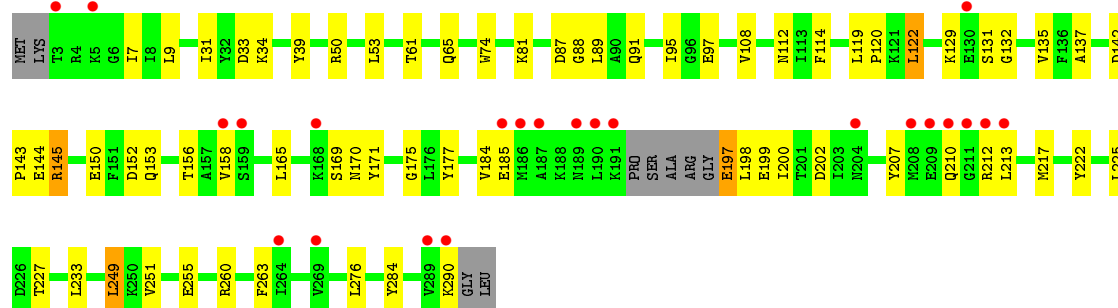 MET LYS T3 R4 K5 G6 I7 I8 L9 I31 Y32 D33 K34 Y39 R50 L53 T61 Q65 W74 K81 D87 G88 L89 A90 Q91 I95 G96 E97 V108 N112 I113 F114 L119 P120 K121 L122 K129 E130 S131 G132 V135 F136 A137 D142
P143 E144 R145 E150 F151 D152 Q153 T156 A157 V158 S159 L165 K168 S169 N170 Y171 G175 L176 Y177 V184 E185 M186 A187 K188 N189 L190 K191 PRO SER ALA ARG GLY E197 L198 E199 I200 T201 D202 I203 N204 Y207 M208 E209 Q210 G211 R212 L213 M217 Y222 L225
D226 T227 L233 L249 K250 V251 E255 R260 F263 I264 V269 L276 Y284 V289 K290 GLY LEU